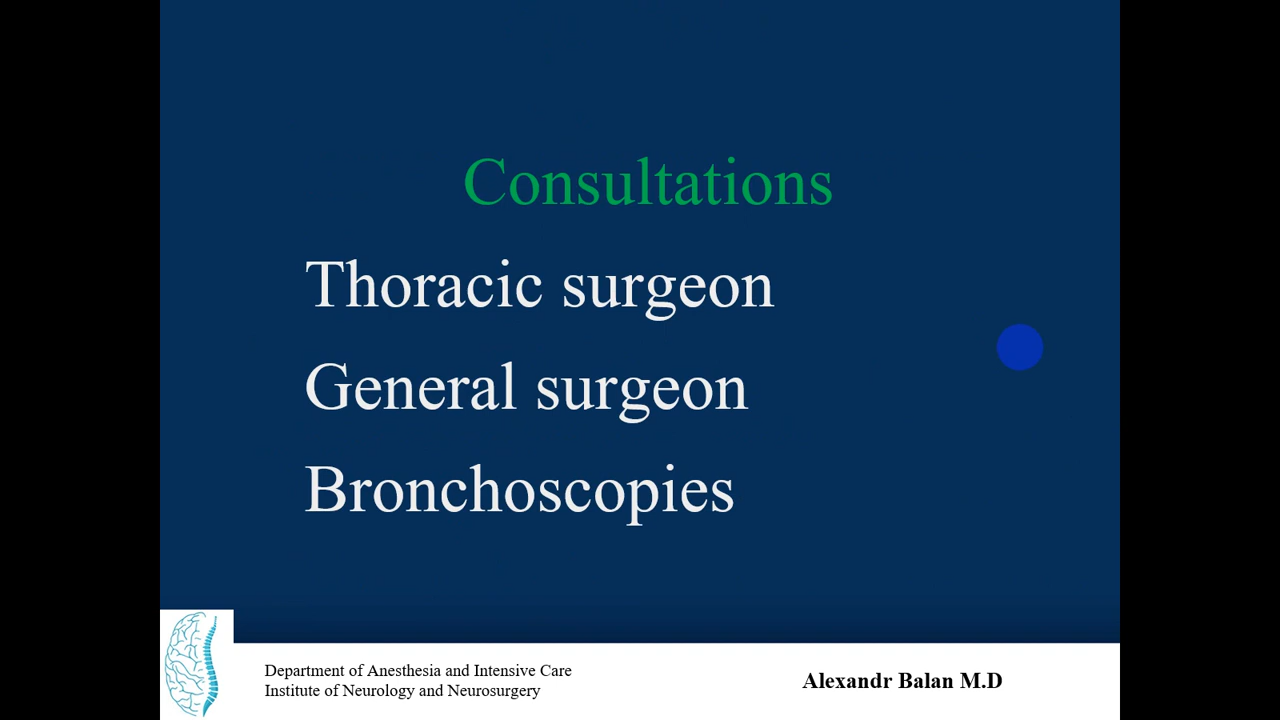 Consultations
Thoracic surgeon
General surgeon
Bronchoscopies
Department of Anesthesia and Intensive Care
Institute of Neurology and Neurosurgery
Alexandr Balan M.D